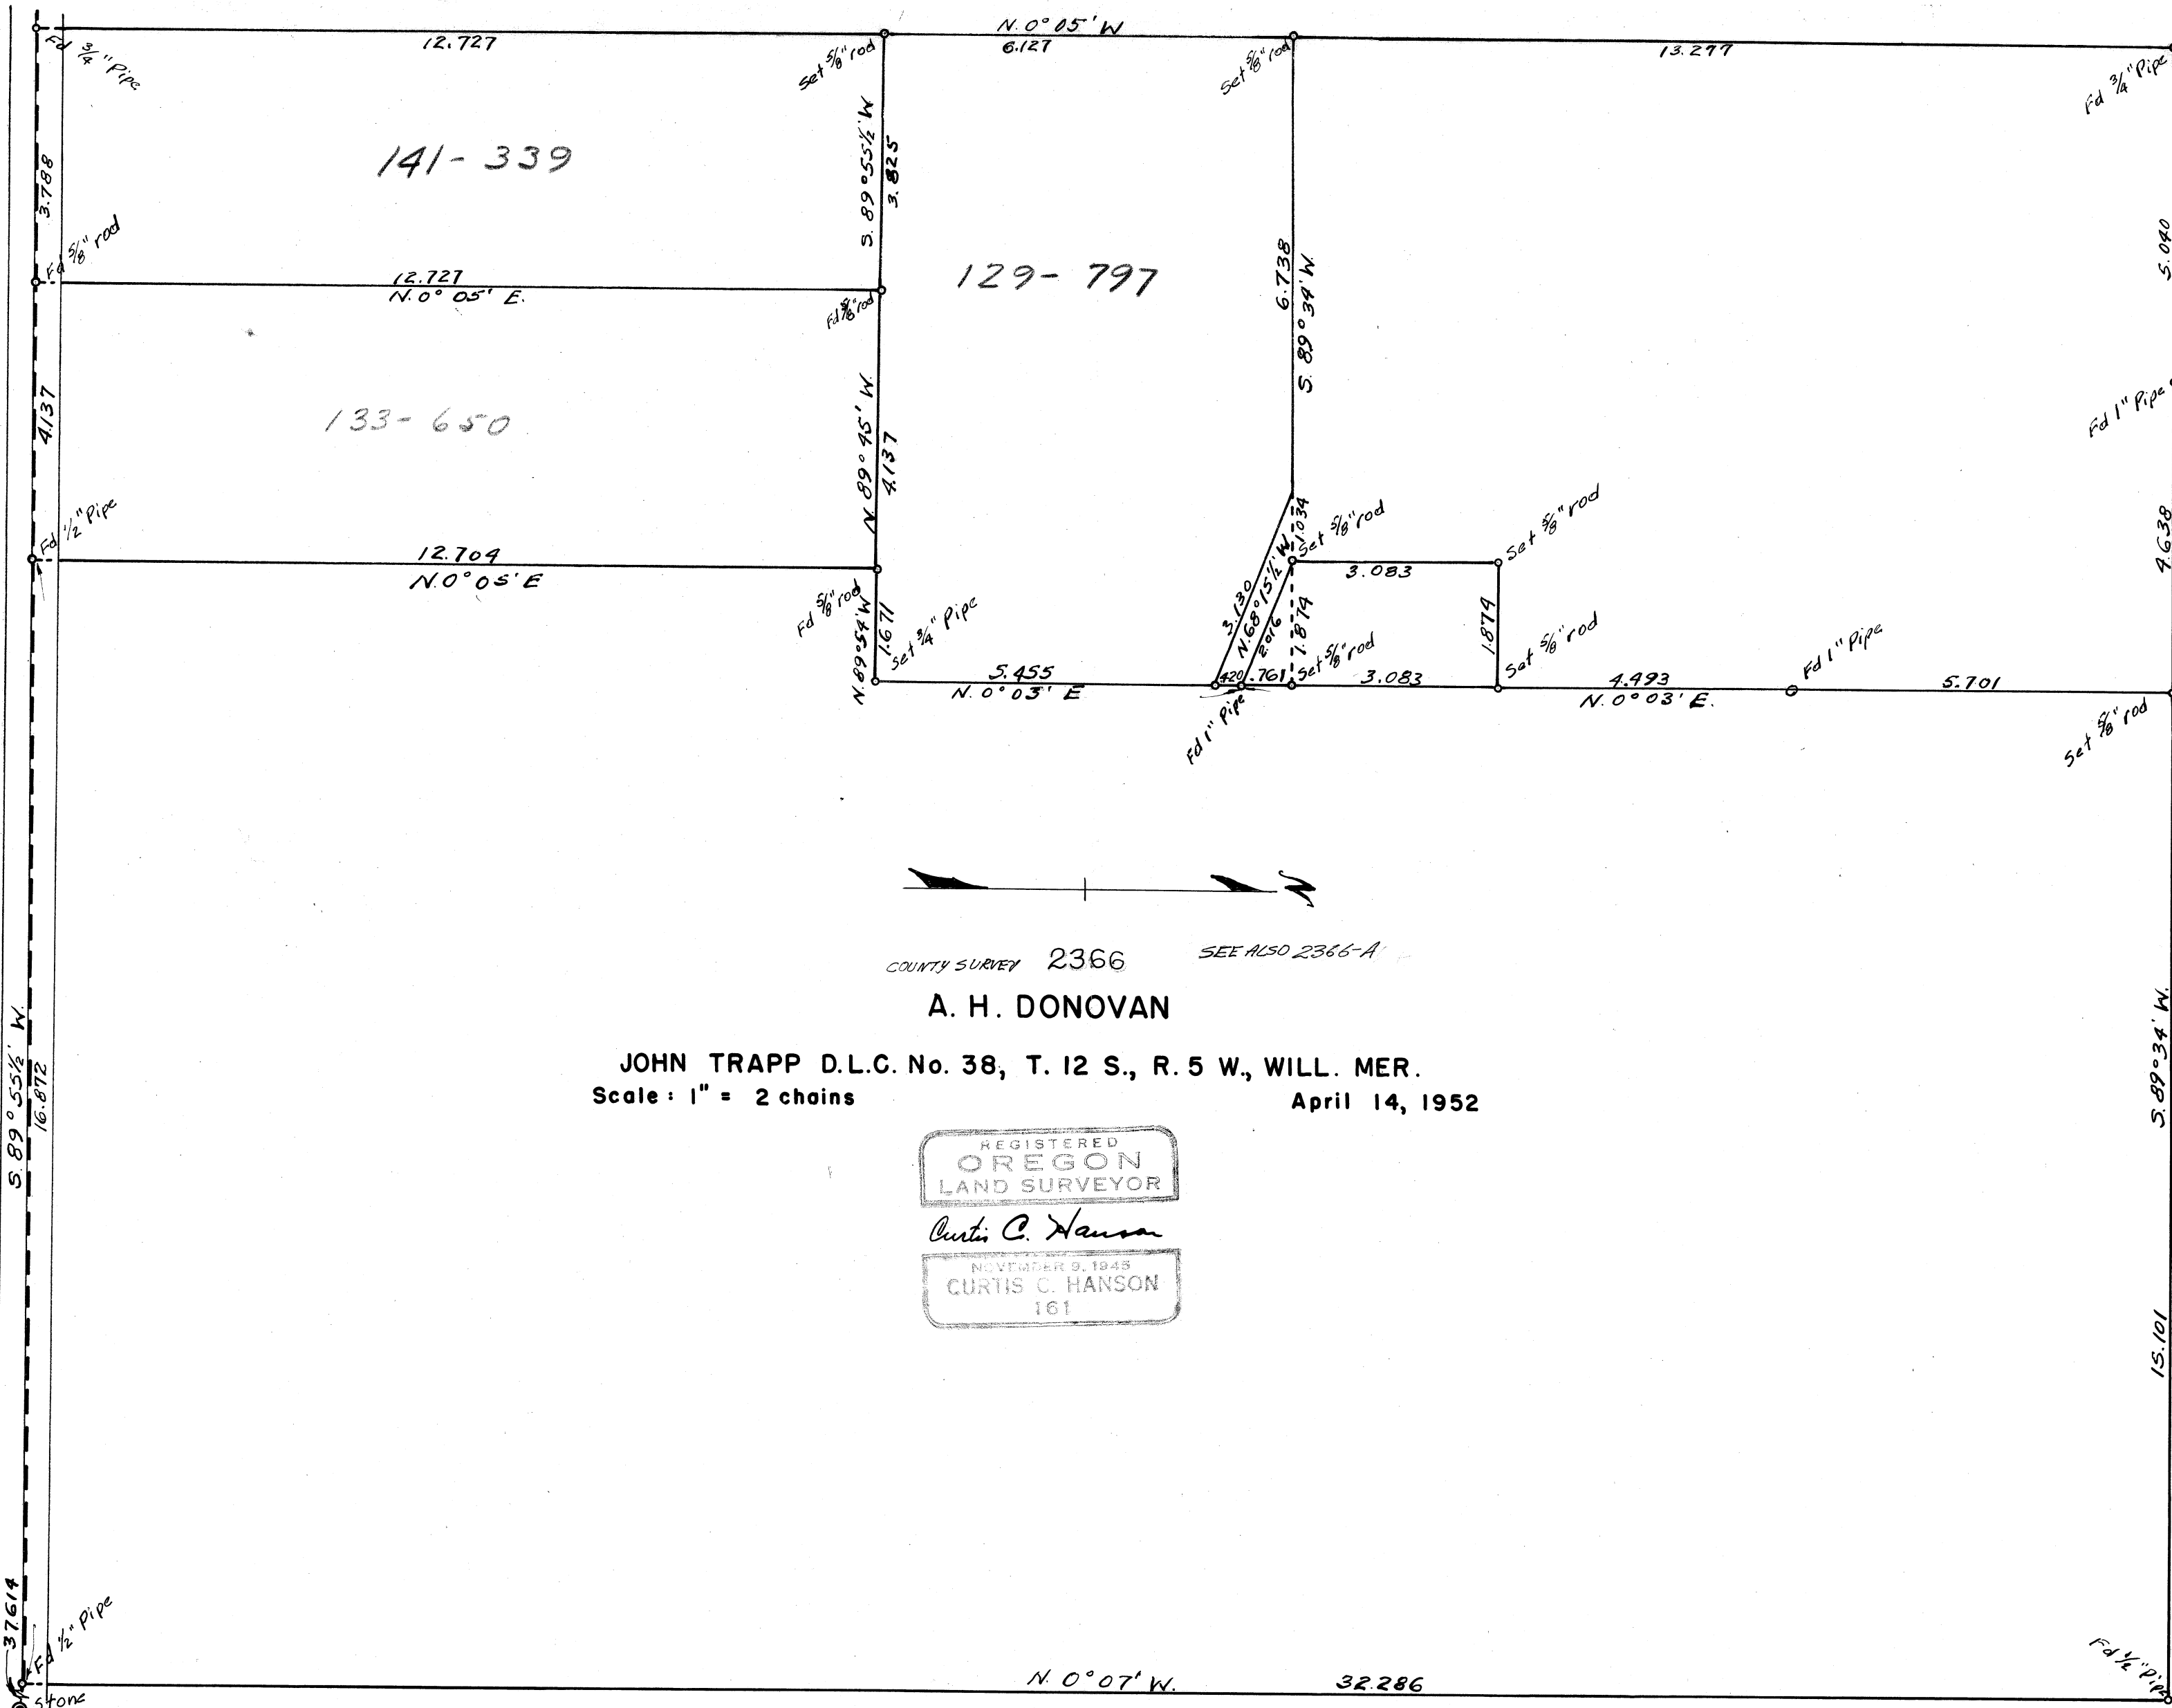 N. 0° 05' W
12.727
6.127
13.277
Fd 3/4" Pipe
Set 5/8" rod
Set 5/8" rod
Fd 3/4" Pipe
141-339
3.788
S. 89° 55 1/2' W
3.825
Fd 5/8" rod
12.727
N. 0° 05' E.
Fd 5/8" rod
129-797
6.738
S. 89° 34' W.
5.040
Fd 1" Pipe
133-650
4.137
N. 89° 45' W.
4.137
4.638
Fd 1/2" Pipe
12.704
N. 0° 05' E
Fd 5/8" rod
N. 89° 54' W
1.671
Set 3/4" Pipe
5.455
N. 0° 03' E
3.130
N. 68° 15 1/2' W.
2.016
1.034
Set 5/8" rod
1.874
Set 5/8" rod
3.083
Set 5/8" rod
1.874
Set 5/8" rod
.420
.761
3.083
4.493
N. 0° 03' E.
Fd 1" Pipe
Fd 1" Pipe
5.701
Set 5/8" rod
N
COUNTY SURVEY 2366 SEE ALSO 2366-A
A. H. DONOVAN
JOHN TRAPP D.L.C. No. 38, T. 12 S., R. 5 W., WILL. MER.
Scale: 1" = 2 chains April 14, 1952
REGISTERED
OREGON
LAND SURVEYOR
Curtis C. Hanson
NOVEMBER 9, 1945
CURTIS C. HANSON
161
S. 89° 55 1/2' W.
16.872
S. 89° 34' W.
15.101
37.614
Fd 1/2" Pipe
Stone
N. 0° 07' W. 32.286
Fd 1/2" Pipe